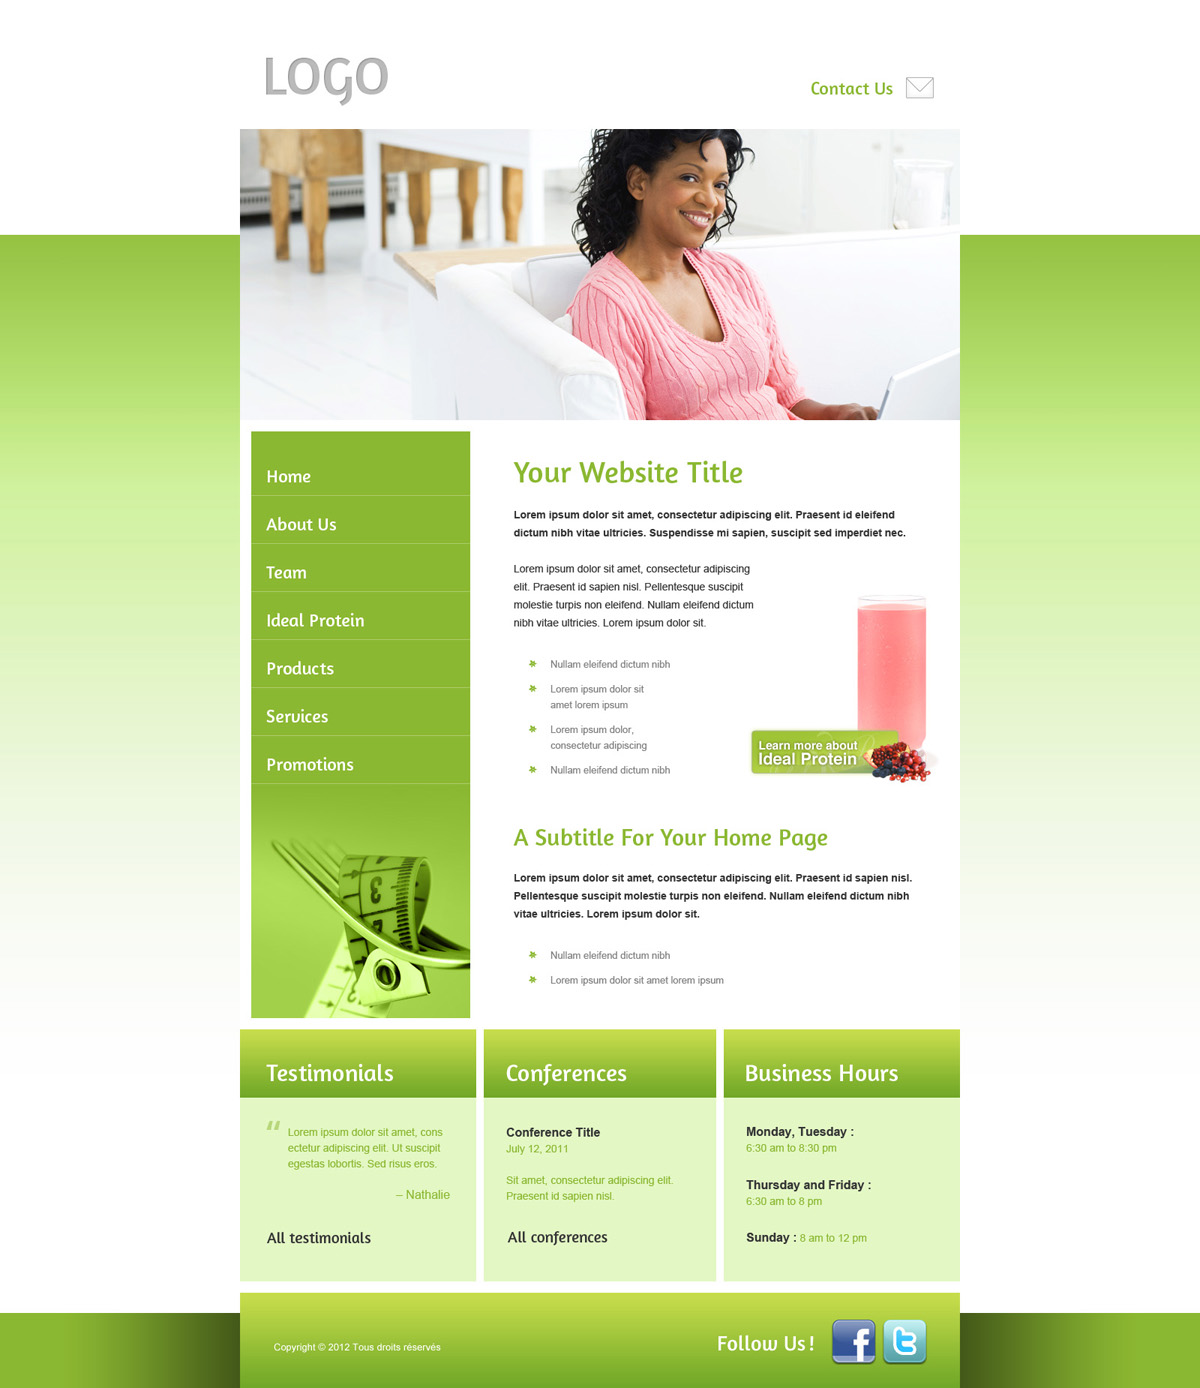 LOGO
Contact Us
Home
About Us
Team
Ideal Protein
Products
Services
Promotions
Your Website Title
Lorem ipsum dolor sit amet, consectetur adipiscing elit. Praesent id eleifend
dictum nibh vitae ultricies. Suspendisse mi sapien, suscipit sed imperdiet nec.
Lorem ipsum dolor sit amet, consectetur adipiscing
elit. Praesent id sapien nisl. Pellentesque suscipit
molestie turpis non eleifend. Nullam eleifend dictum
nibh vitae ultricies. Lorem ipsum dolor sit.
Nullam eleifend dictum nibh
Lorem ipsum dolor sit
amet lorem ipsum
Lorem ipsum dolor,
consectetur adipiscing
Nullam eleifend dictum nibh
Learn more about
Ideal Protein
A Subtitle For Your Home Page
Lorem ipsum dolor sit amet, consectetur adipiscing elit. Praesent id sapien nisl.
Pellentesque suscipit molestie turpis non eleifend. Nullam eleifend dictum nibh
vitae ultricies. Lorem ipsum dolor sit.
Nullam eleifend dictum nibh
Lorem ipsum dolor sit amet lorem ipsum
3
2
Testimonials
“ Lorem ipsum dolor sit amet, cons
ectetur adipiscing elit. Ut suscipit
egestas lobortis. Sed risus eros.
– Nathalie
All testimonials
Conferences
Conference Title
July 12, 2011
Sit amet, consectetur adipiscing elit.
Praesent id sapien nisl.
All conferences
Business Hours
Monday, Tuesday :
6:30 am to 8:30 pm
Thursday and Friday :
6:30 am to 8 pm
Sunday : 8 am to 12 pm
Copyright © 2012 Tous droits réservés
Follow Us !
f
t